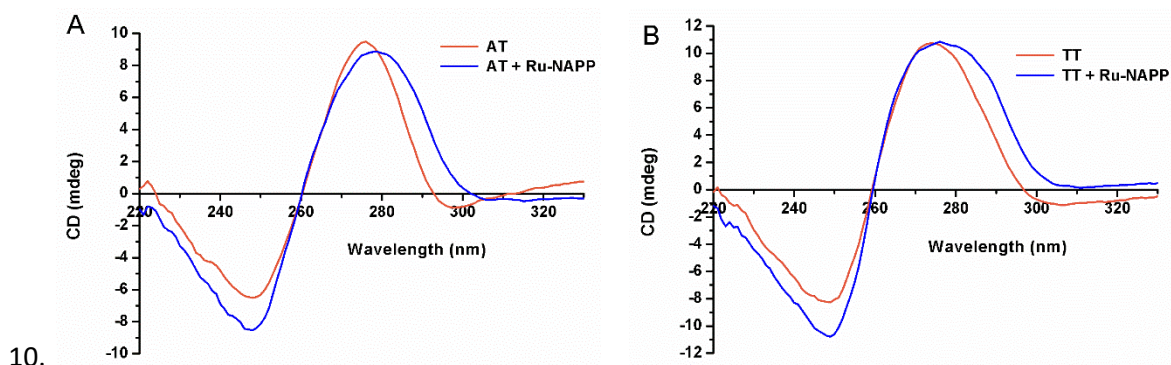 A
AT
AT + Ru-NAPP
10
8
6
4
2
0
-2
-4
-6
-8
-10
220 240 260 280 300 320
CD (mdeg)
Wavelength (nm)
B
TT
TT + Ru-NAPP
12
10
8
6
4
2
0
-2
-4
-6
-8
-10
-12
220 240 260 280 300 320
CD (mdeg)
Wavelength (nm)
10.